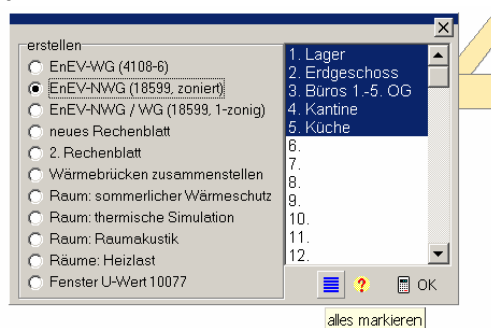 erstellen
EnEV-WG (4108-6)
EnEV-NWG (18599, zoniert)
EnEV-NWG / WG (18599, 1-zonig)
neues Rechenblatt
2. Rechenblatt
Wärmebrücken zusammenstellen
Raum: sommerlicher Wärmeschutz
Raum: thermische Simulation
Raum: Raumakustik
Räume: Heizlast
Fenster U-Wert 10077
1. Lager
2. Erdgeschoss
3. Büros 1.-5. OG
4. Kantine
5. Küche
6.
7.
8.
9.
10.
11.
12.
? OK
alles markieren